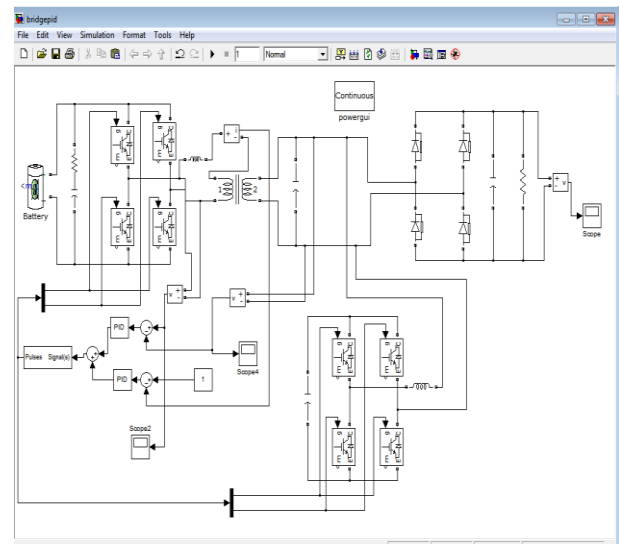 bridgepid
File Edit View Simulation Format Tools Help
1
Normal
Continuous
powergui
Battery
g C
E
g C
E
g C
E
g C
E
+ i
-
1 2
v + -
v + -
+ v
-
Scope
PID
Pulses Signal(s)
PID
1
Scope4
Scope2
g C
E
g C
E
g C
E
g C
E